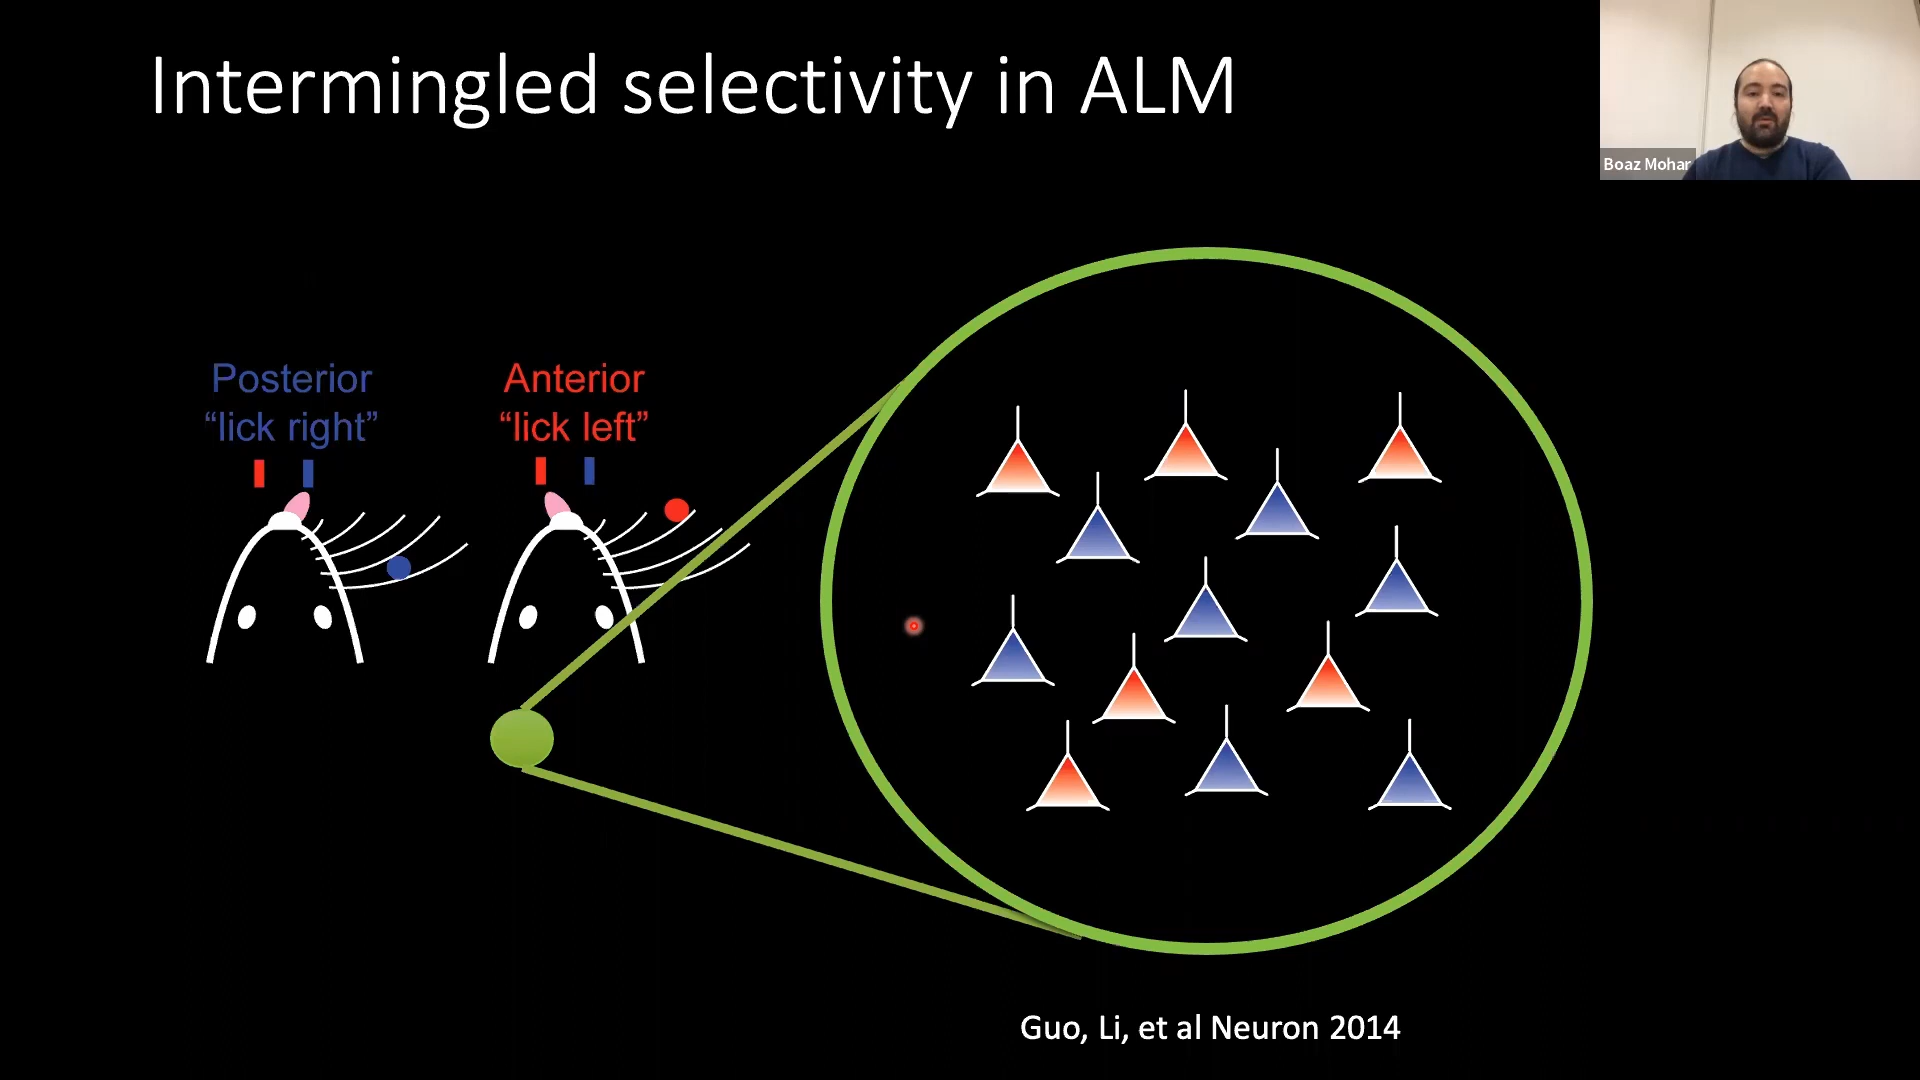 Intermingled selectivity in ALM
Boaz Mohar
Posterior
“lick right”
Anterior
“lick left”
Guo, Li, et al Neuron 2014